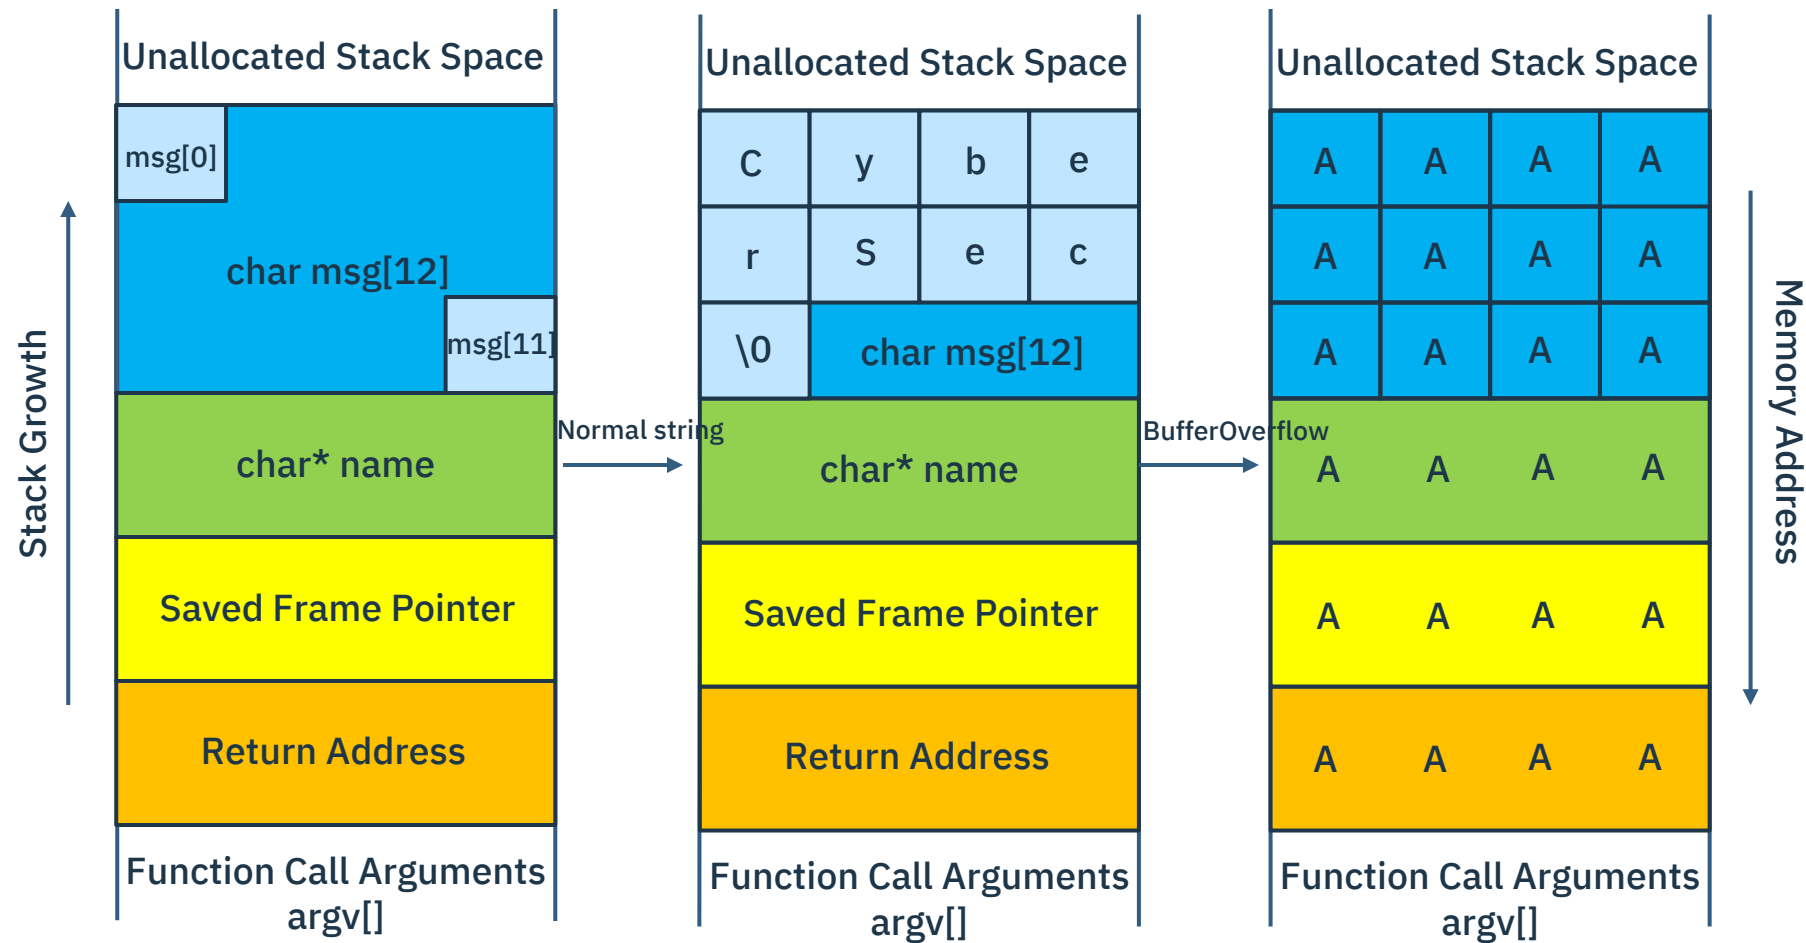 Stack Growth
Unallocated Stack Space
msg[0]
char msg[12]
msg[11]
char* name
Saved Frame Pointer
Return Address
Function Call Arguments
argv[]
Normal string
Unallocated Stack Space
C y b e
r S e c
\0 char msg[12]
char* name
Saved Frame Pointer
Return Address
Function Call Arguments
argv[]
BufferOverflow
Unallocated Stack Space
A A A A
A A A A
A A A A
A A A A
A A A A
A A A A
Function Call Arguments
argv[]
Memory Address